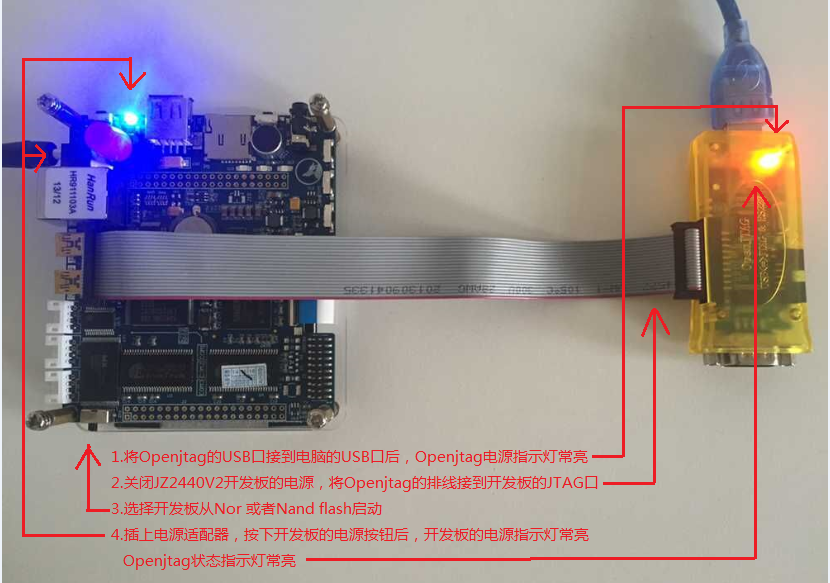 HanRun
HR911103A
13/12
1.将Openjtag的USB口接到电脑的USB口后，Openjtag电源指示灯常亮
2.关闭JZ2440V2开发板的电源，将Openjtag的排线接到开发板的JTAG口
3.选择开发板从Nor 或者Nand flash启动
4.插上电源适配器，按下开发板的电源按钮后，开发板的电源指示灯常亮
Openjtag状态指示灯常亮